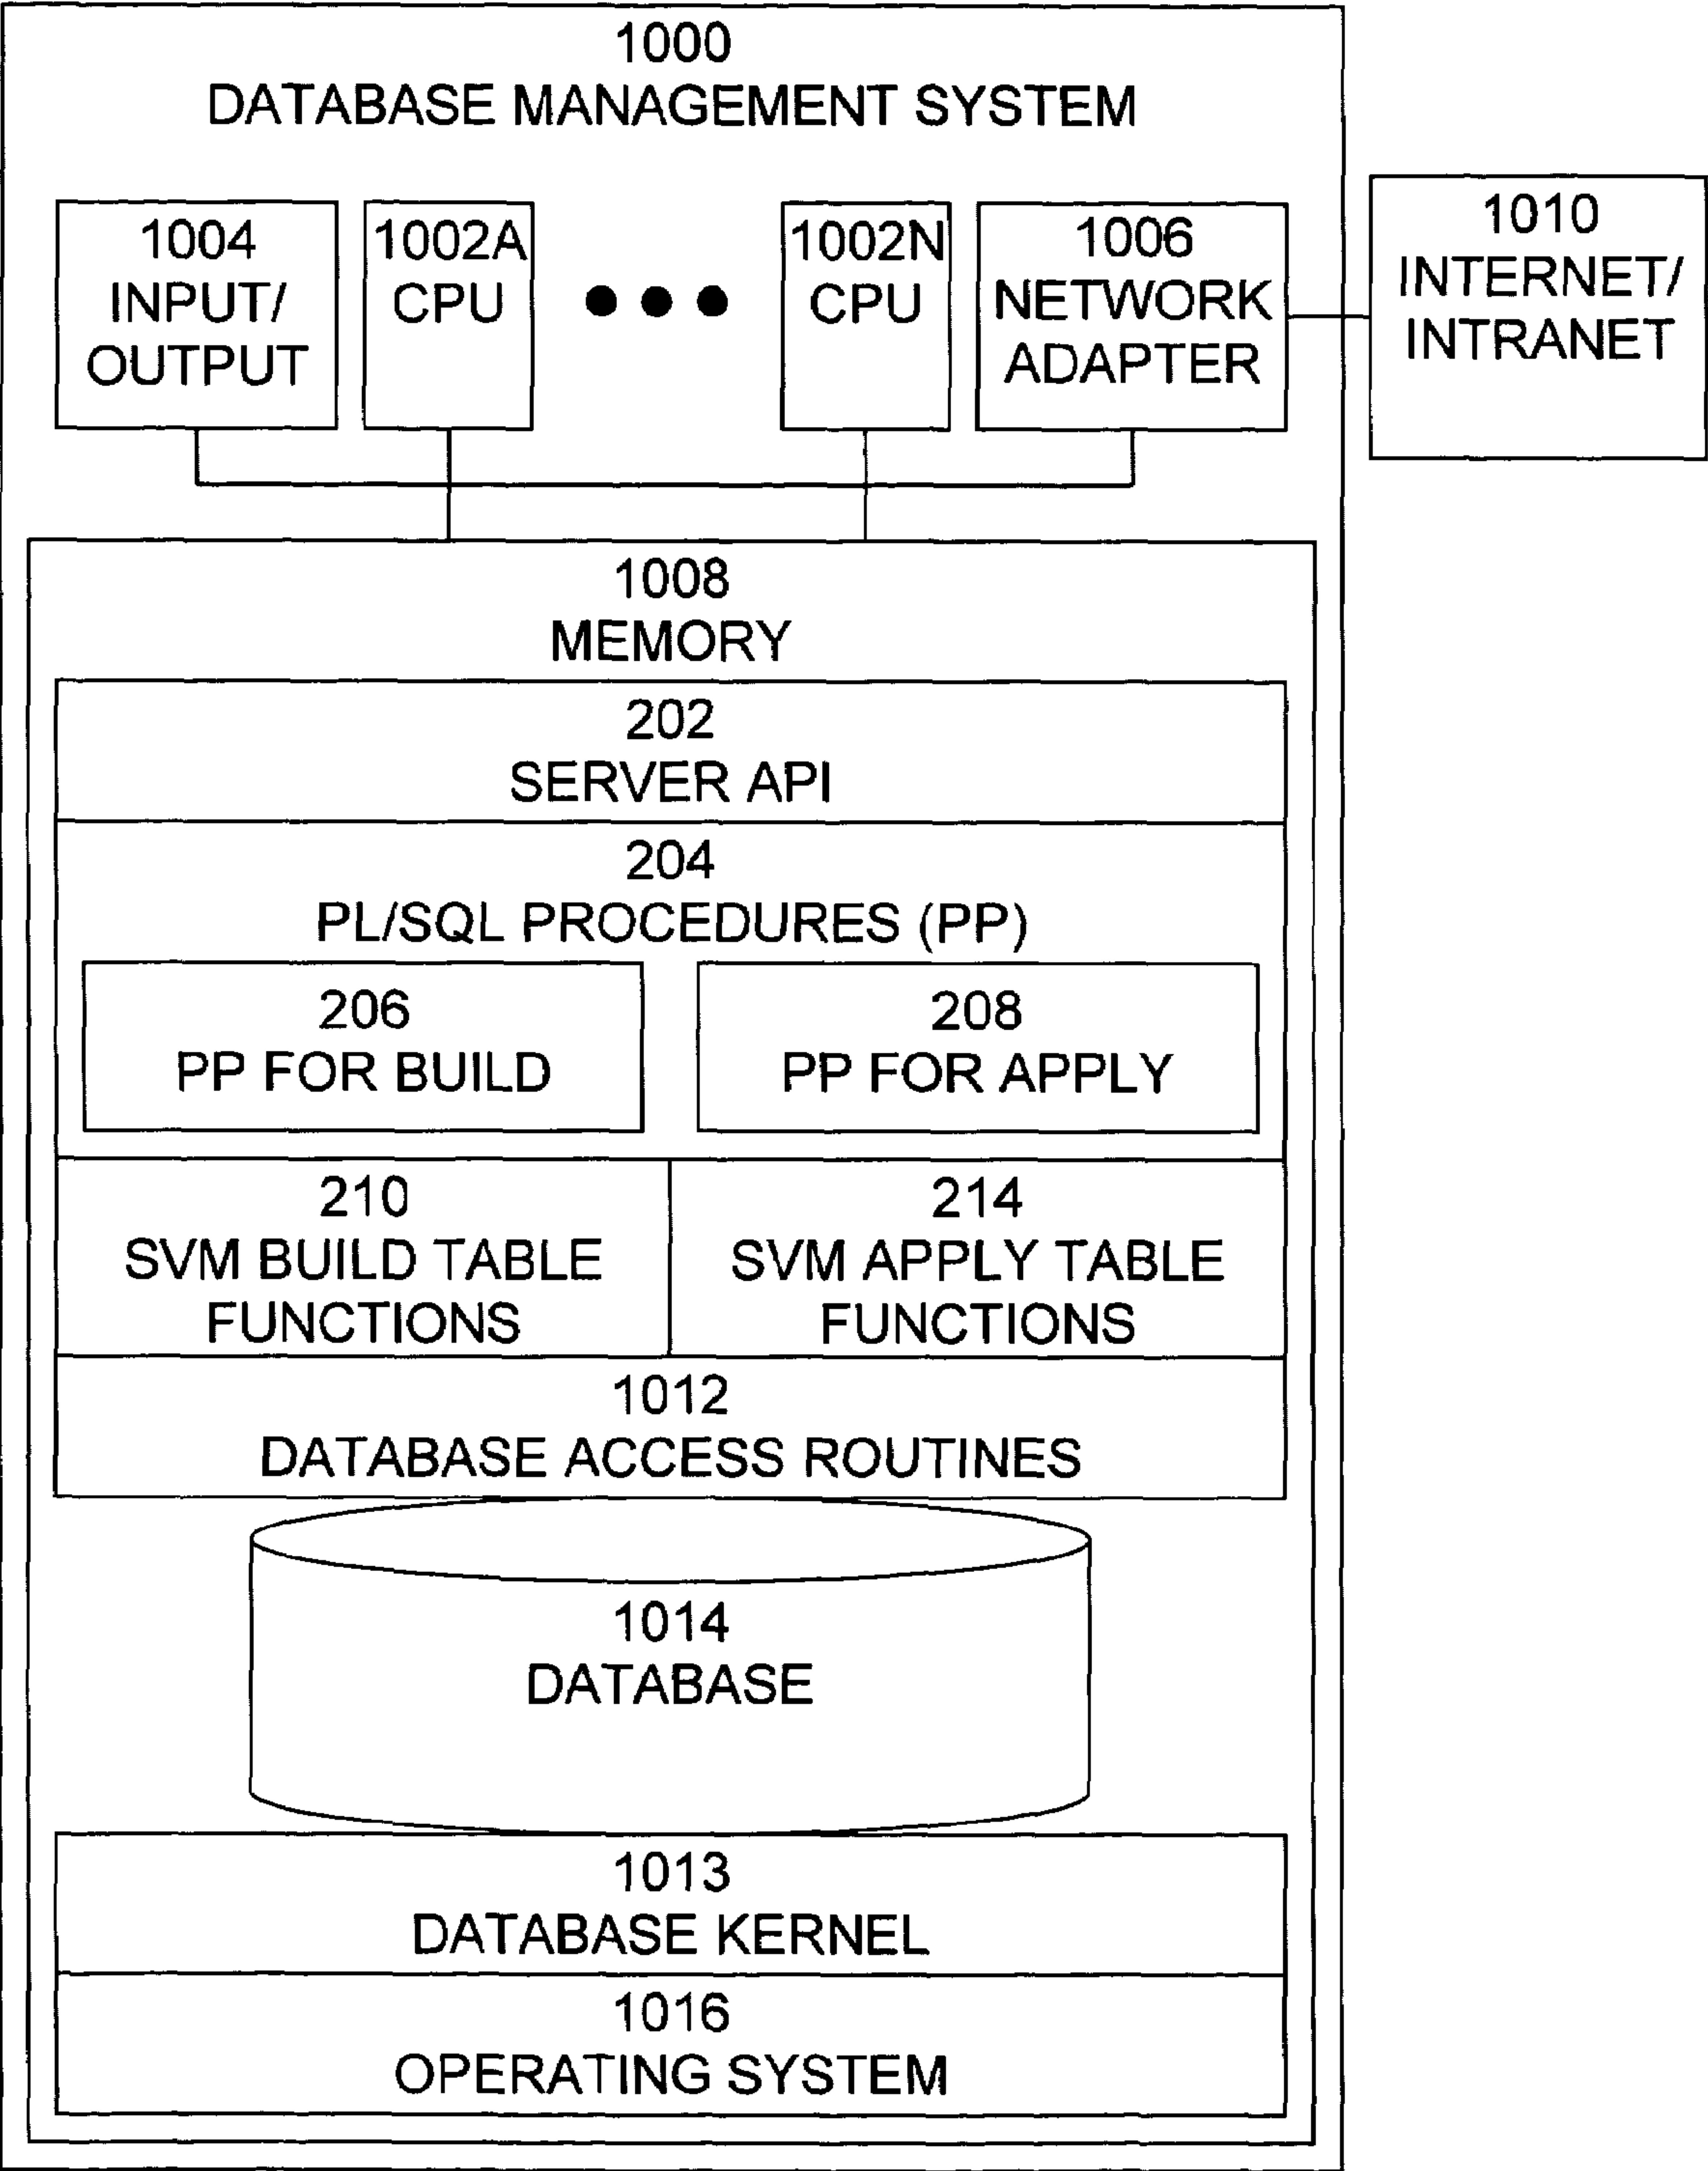 1000
DATABASE MANAGEMENT SYSTEM
1004
INPUT/
OUTPUT
1002A
CPU
1002N
CPU
1006
NETWORK
ADAPTER
1010
INTERNET/
INTRANET
1008
MEMORY
202
SERVER API
204
PL/SQL PROCEDURES (PP)
206
PP FOR BUILD
208
PP FOR APPLY
210
SVM BUILD TABLE
FUNCTIONS
214
SVM APPLY TABLE
FUNCTIONS
1012
DATABASE ACCESS ROUTINES
1014
DATABASE
1013
DATABASE KERNEL
1016
OPERATING SYSTEM